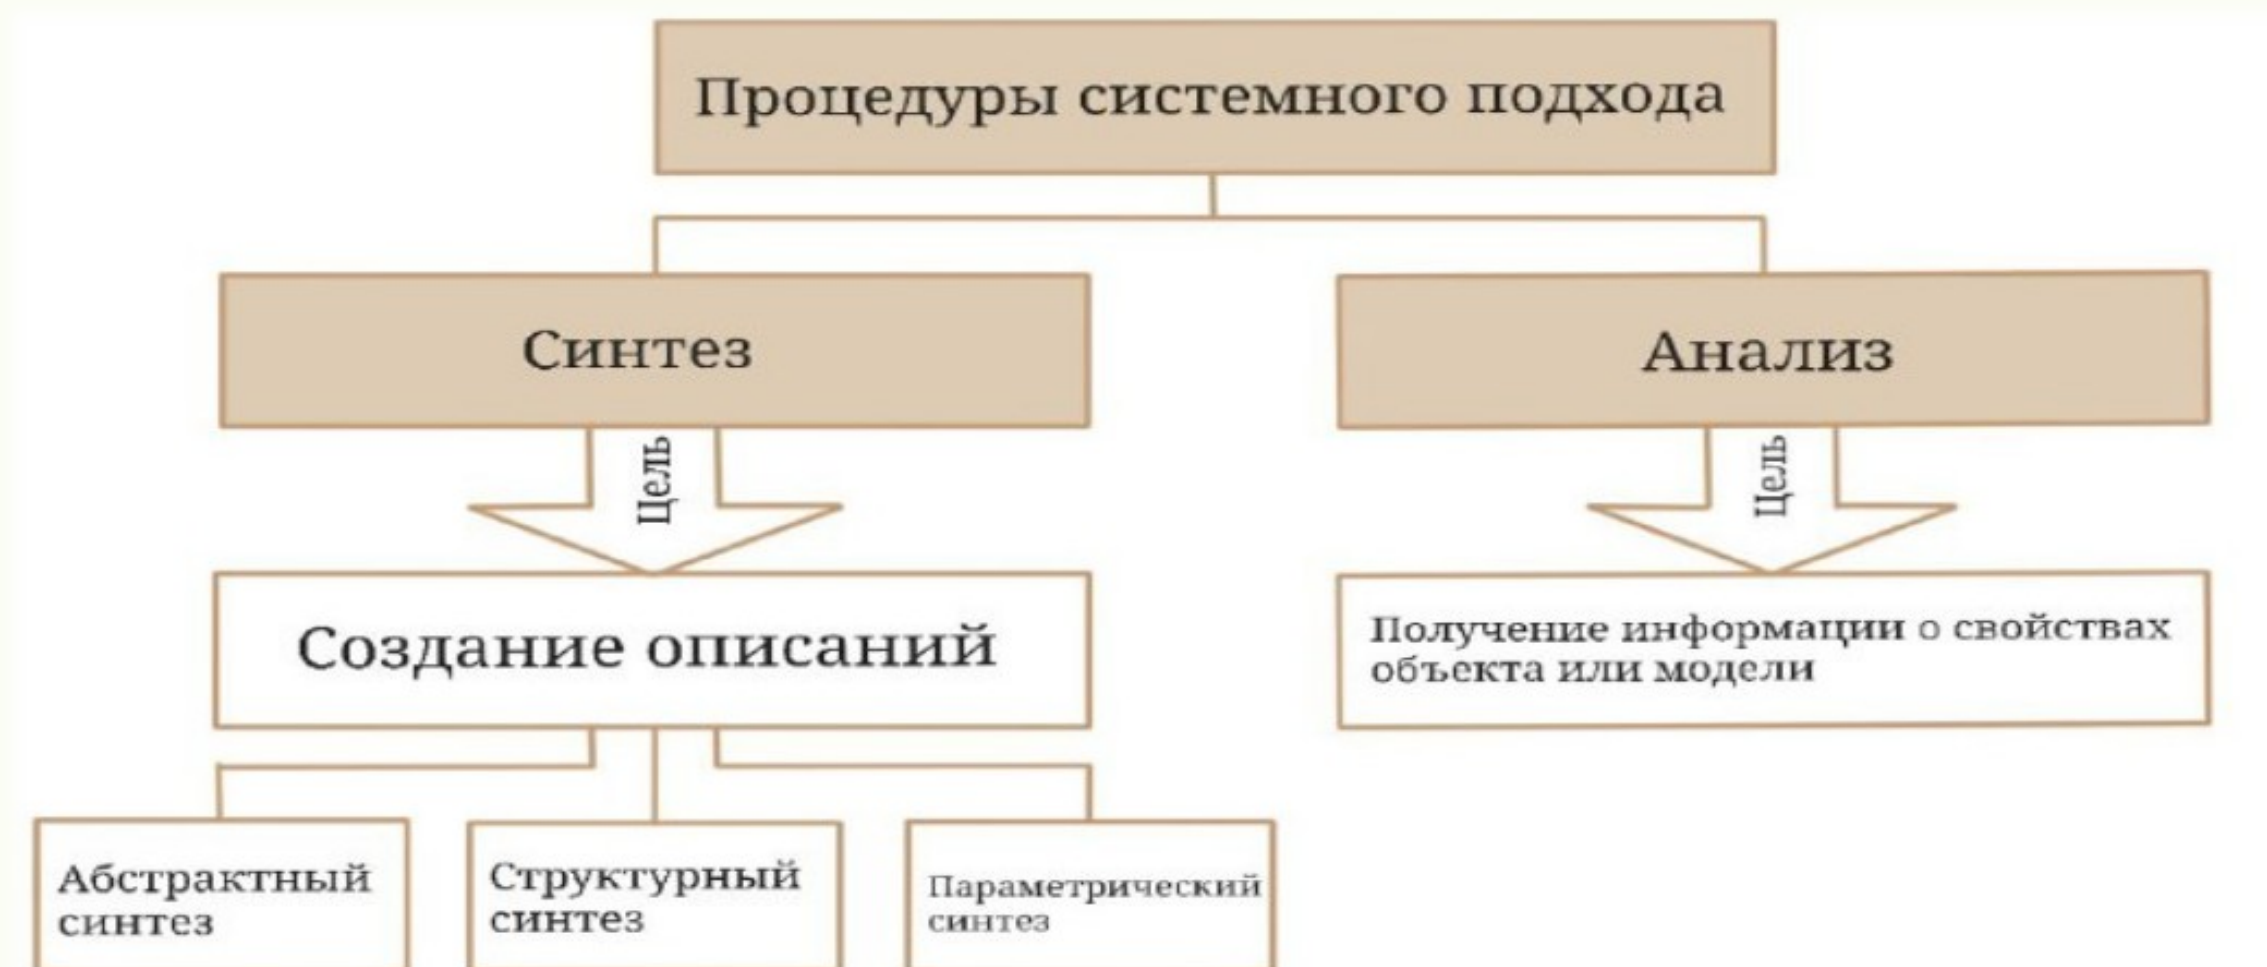 Процедуры системного подхода
Синтез
Анализ
Цель
Цель
Создание описаний
Получение информации о свойствах
объекта или модели
Абстрактный
синтез
Структурный
синтез
Параметрический
синтез